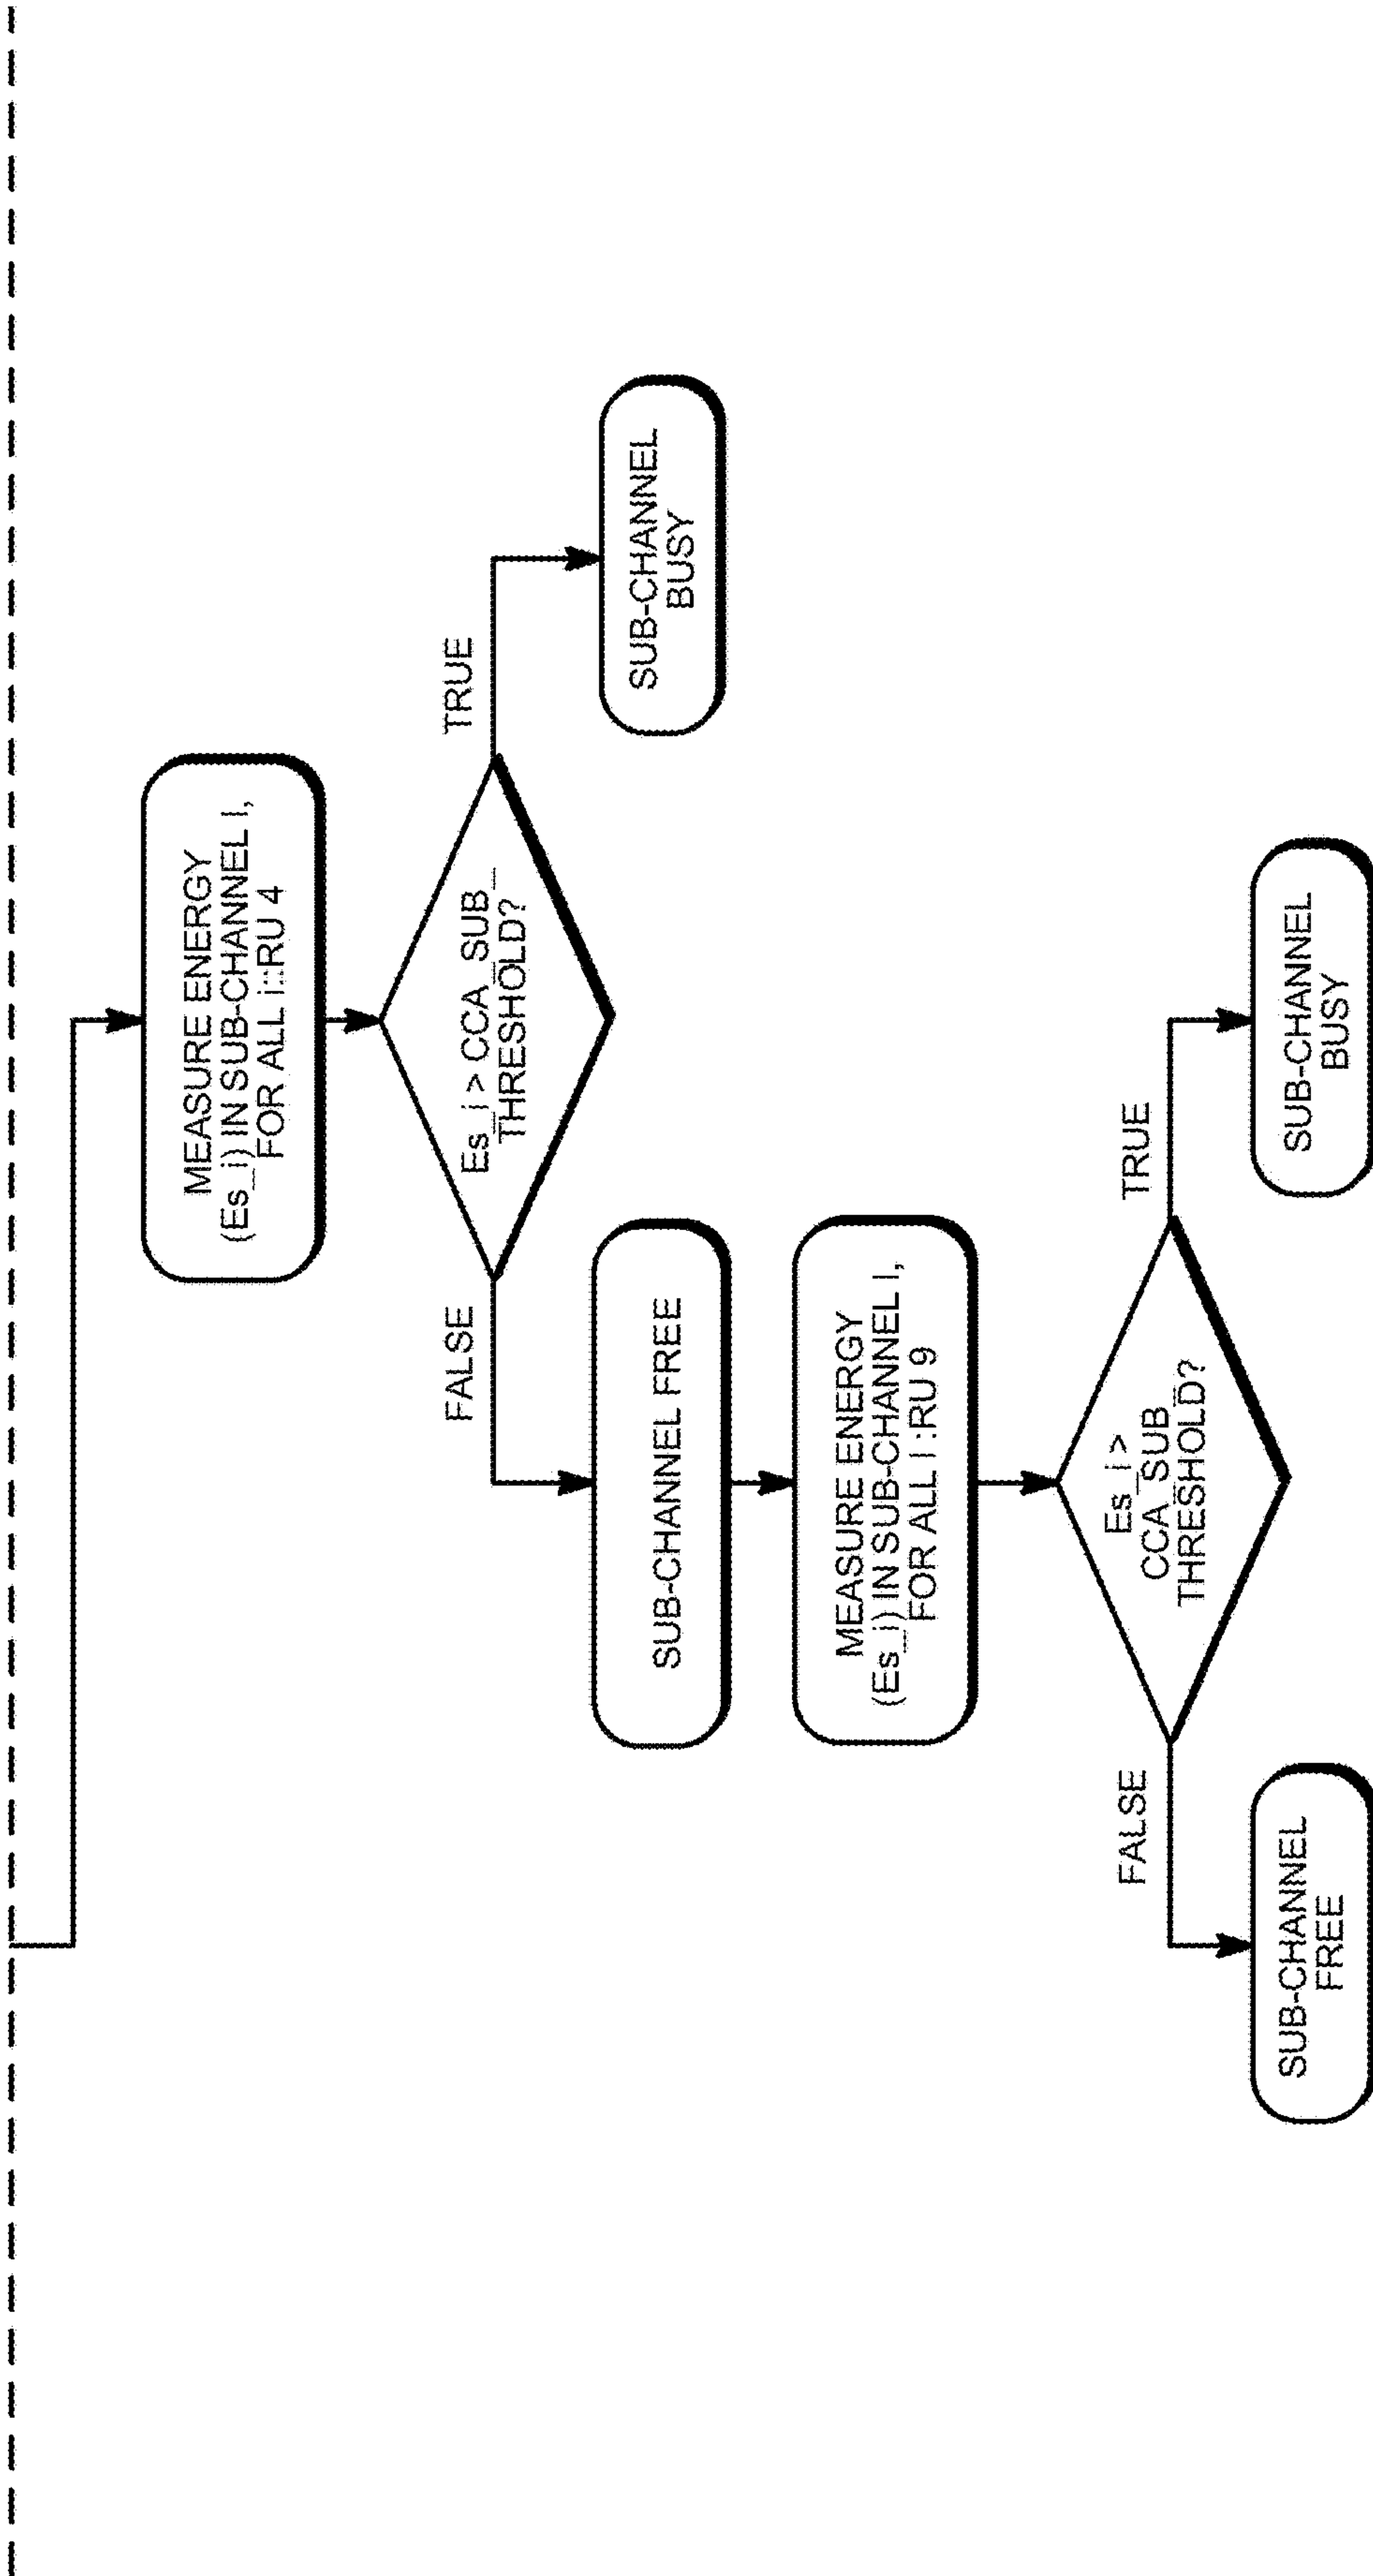 MEASURE ENERGY
(Es_i) IN SUB-CHANNEL I,
FOR ALL i::RU 4
Es_i > CCA_SUB_
THRESHOLD?
TRUE
SUB-CHANNEL
BUSY
FALSE
SUB-CHANNEL FREE
MEASURE ENERGY
(Es_i) IN SUB-CHANNEL I,
FOR ALL I :RU 9
Es_i >
CCA_SUB_
THRESHOLD?
TRUE
SUB-CHANNEL
BUSY
FALSE
SUB-CHANNEL
FREE